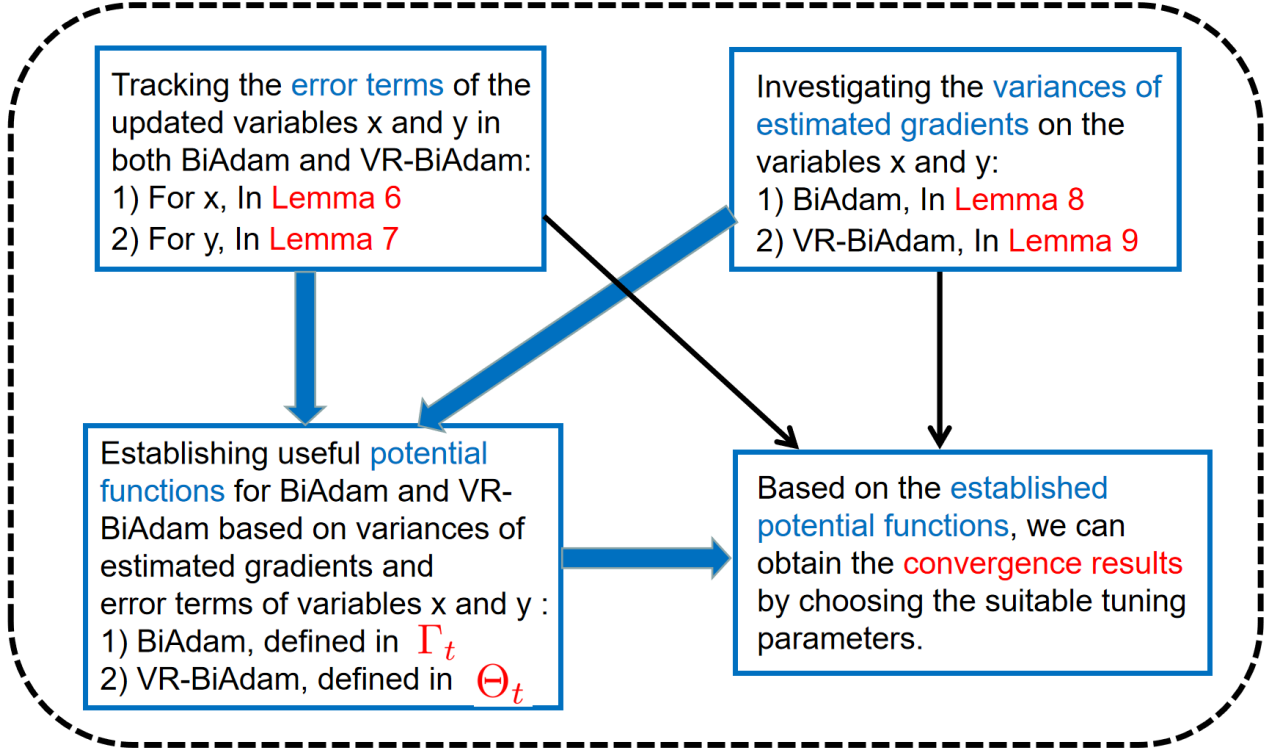 Tracking the error terms of the
updated variables x and y in
both BiAdam and VR-BiAdam:
1) For x, In Lemma 6
2) For y, In Lemma 7
Investigating the variances of
estimated gradients on the
variables x and y:
1) BiAdam, In Lemma 8
2) VR-BiAdam, In Lemma 9
Establishing useful potential
functions for BiAdam and VR-
BiAdam based on variances of
estimated gradients and
error terms of variables x and y :
1) BiAdam, defined in Γ_t
2) VR-BiAdam, defined in Θ_t
Based on the established
potential functions, we can
obtain the convergence results
by choosing the suitable tuning
parameters.